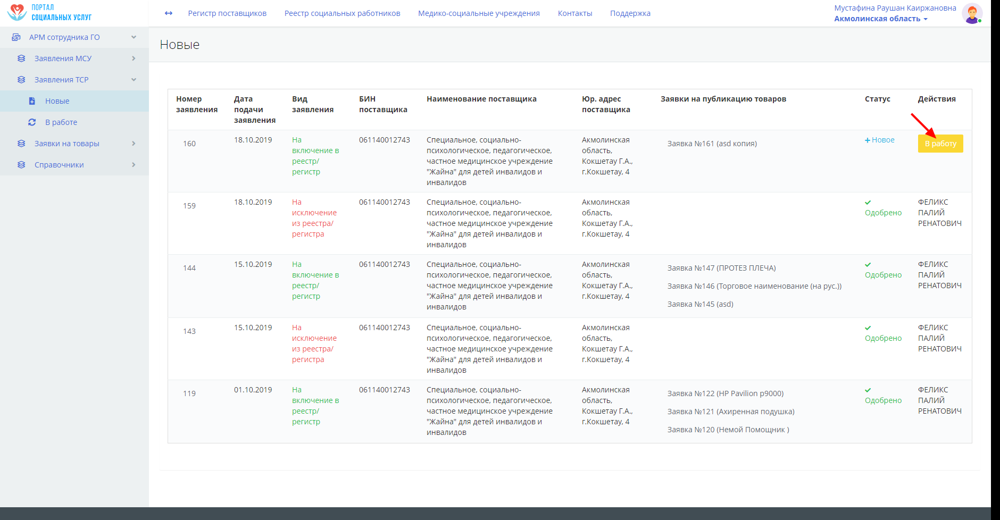 ПОРТАЛ
СОЦИАЛЬНЫХ УСЛУГ
Регистр поставщиков
Реестр социальных работников
Медико-социальные учреждения
Контакты
Поддержка
Мустафина Раушан Каиржановна
Акмолинская область
АРМ сотрудника ГО
Заявления МСУ
Заявления ТСР
Новые
В работе
Заявки на товары
Справочники
Новые
Номер
заявления
Дата
подачи
заявления
Вид
заявления
БИН
поставщика
Наименование поставщика
Юр. адрес
поставщика
Заявки на публикацию товаров
Статус
Действия
160
18.10.2019
На
включение в
реестр/
регистр
061140012743
Специальное, социально-
психологическое, педагогическое,
частное медицинское учреждение
"Жайна" для детей инвалидов и
инвалидов
Акмолинская
область,
Кокшетау Г.А.,
г.Кокшетау, 4
Заявка №161 (asd копия)
Новое
В работу
159
18.10.2019
На
исключение
из реестра/
регистра
061140012743
Специальное, социально-
психологическое, педагогическое,
частное медицинское учреждение
"Жайна" для детей инвалидов и
инвалидов
Акмолинская
область,
Кокшетау Г.А.,
г.Кокшетау, 4
Одобрено
ФЕЛИКС
ПАЛИЙ
РЕНАТОВИЧ
144
15.10.2019
На
включение в
реестр/
регистр
061140012743
Специальное, социально-
психологическое, педагогическое,
частное медицинское учреждение
"Жайна" для детей инвалидов и
инвалидов
Акмолинская
область,
Кокшетау Г.А.,
г.Кокшетау, 4
Заявка №147 (ПРОТЕЗ ПЛЕЧА)
Заявка №146 (Торговое наименование (на рус.))
Заявка №145 (asd)
Одобрено
ФЕЛИКС
ПАЛИЙ
РЕНАТОВИЧ
143
15.10.2019
На
исключение
из реестра/
регистра
061140012743
Специальное, социально-
психологическое, педагогическое,
частное медицинское учреждение
"Жайна" для детей инвалидов и
инвалидов
Акмолинская
область,
Кокшетау Г.А.,
г.Кокшетау, 4
Одобрено
ФЕЛИКС
ПАЛИЙ
РЕНАТОВИЧ
119
01.10.2019
На
включение в
реестр/
регистр
061140012743
Специальное, социально-
психологическое, педагогическое,
частное медицинское учреждение
"Жайна" для детей инвалидов и
инвалидов
Акмолинская
область,
Кокшетау Г.А.,
г.Кокшетау, 4
Заявка №122 (HP Pavilion p9000)
Заявка №121 (Ахиренная подушка)
Заявка №120 (Немой Помощник )
Одобрено
ФЕЛИКС
ПАЛИЙ
РЕНАТОВИЧ